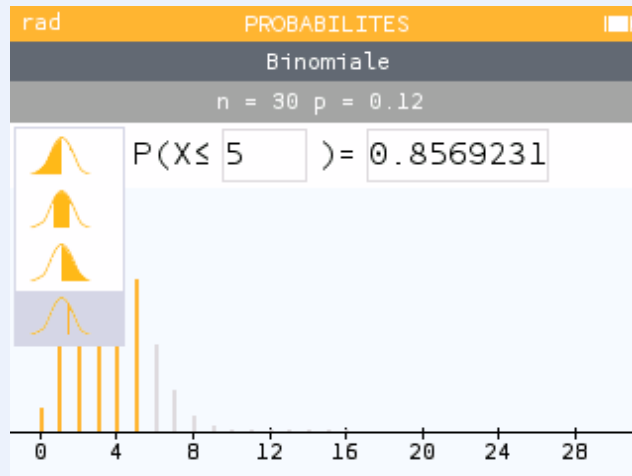 rad PROBABILITES
Binomiale
n = 30 p = 0.12
P(X≤ 5 )= 0.8569231
0 4 8 12 16 20 24 28